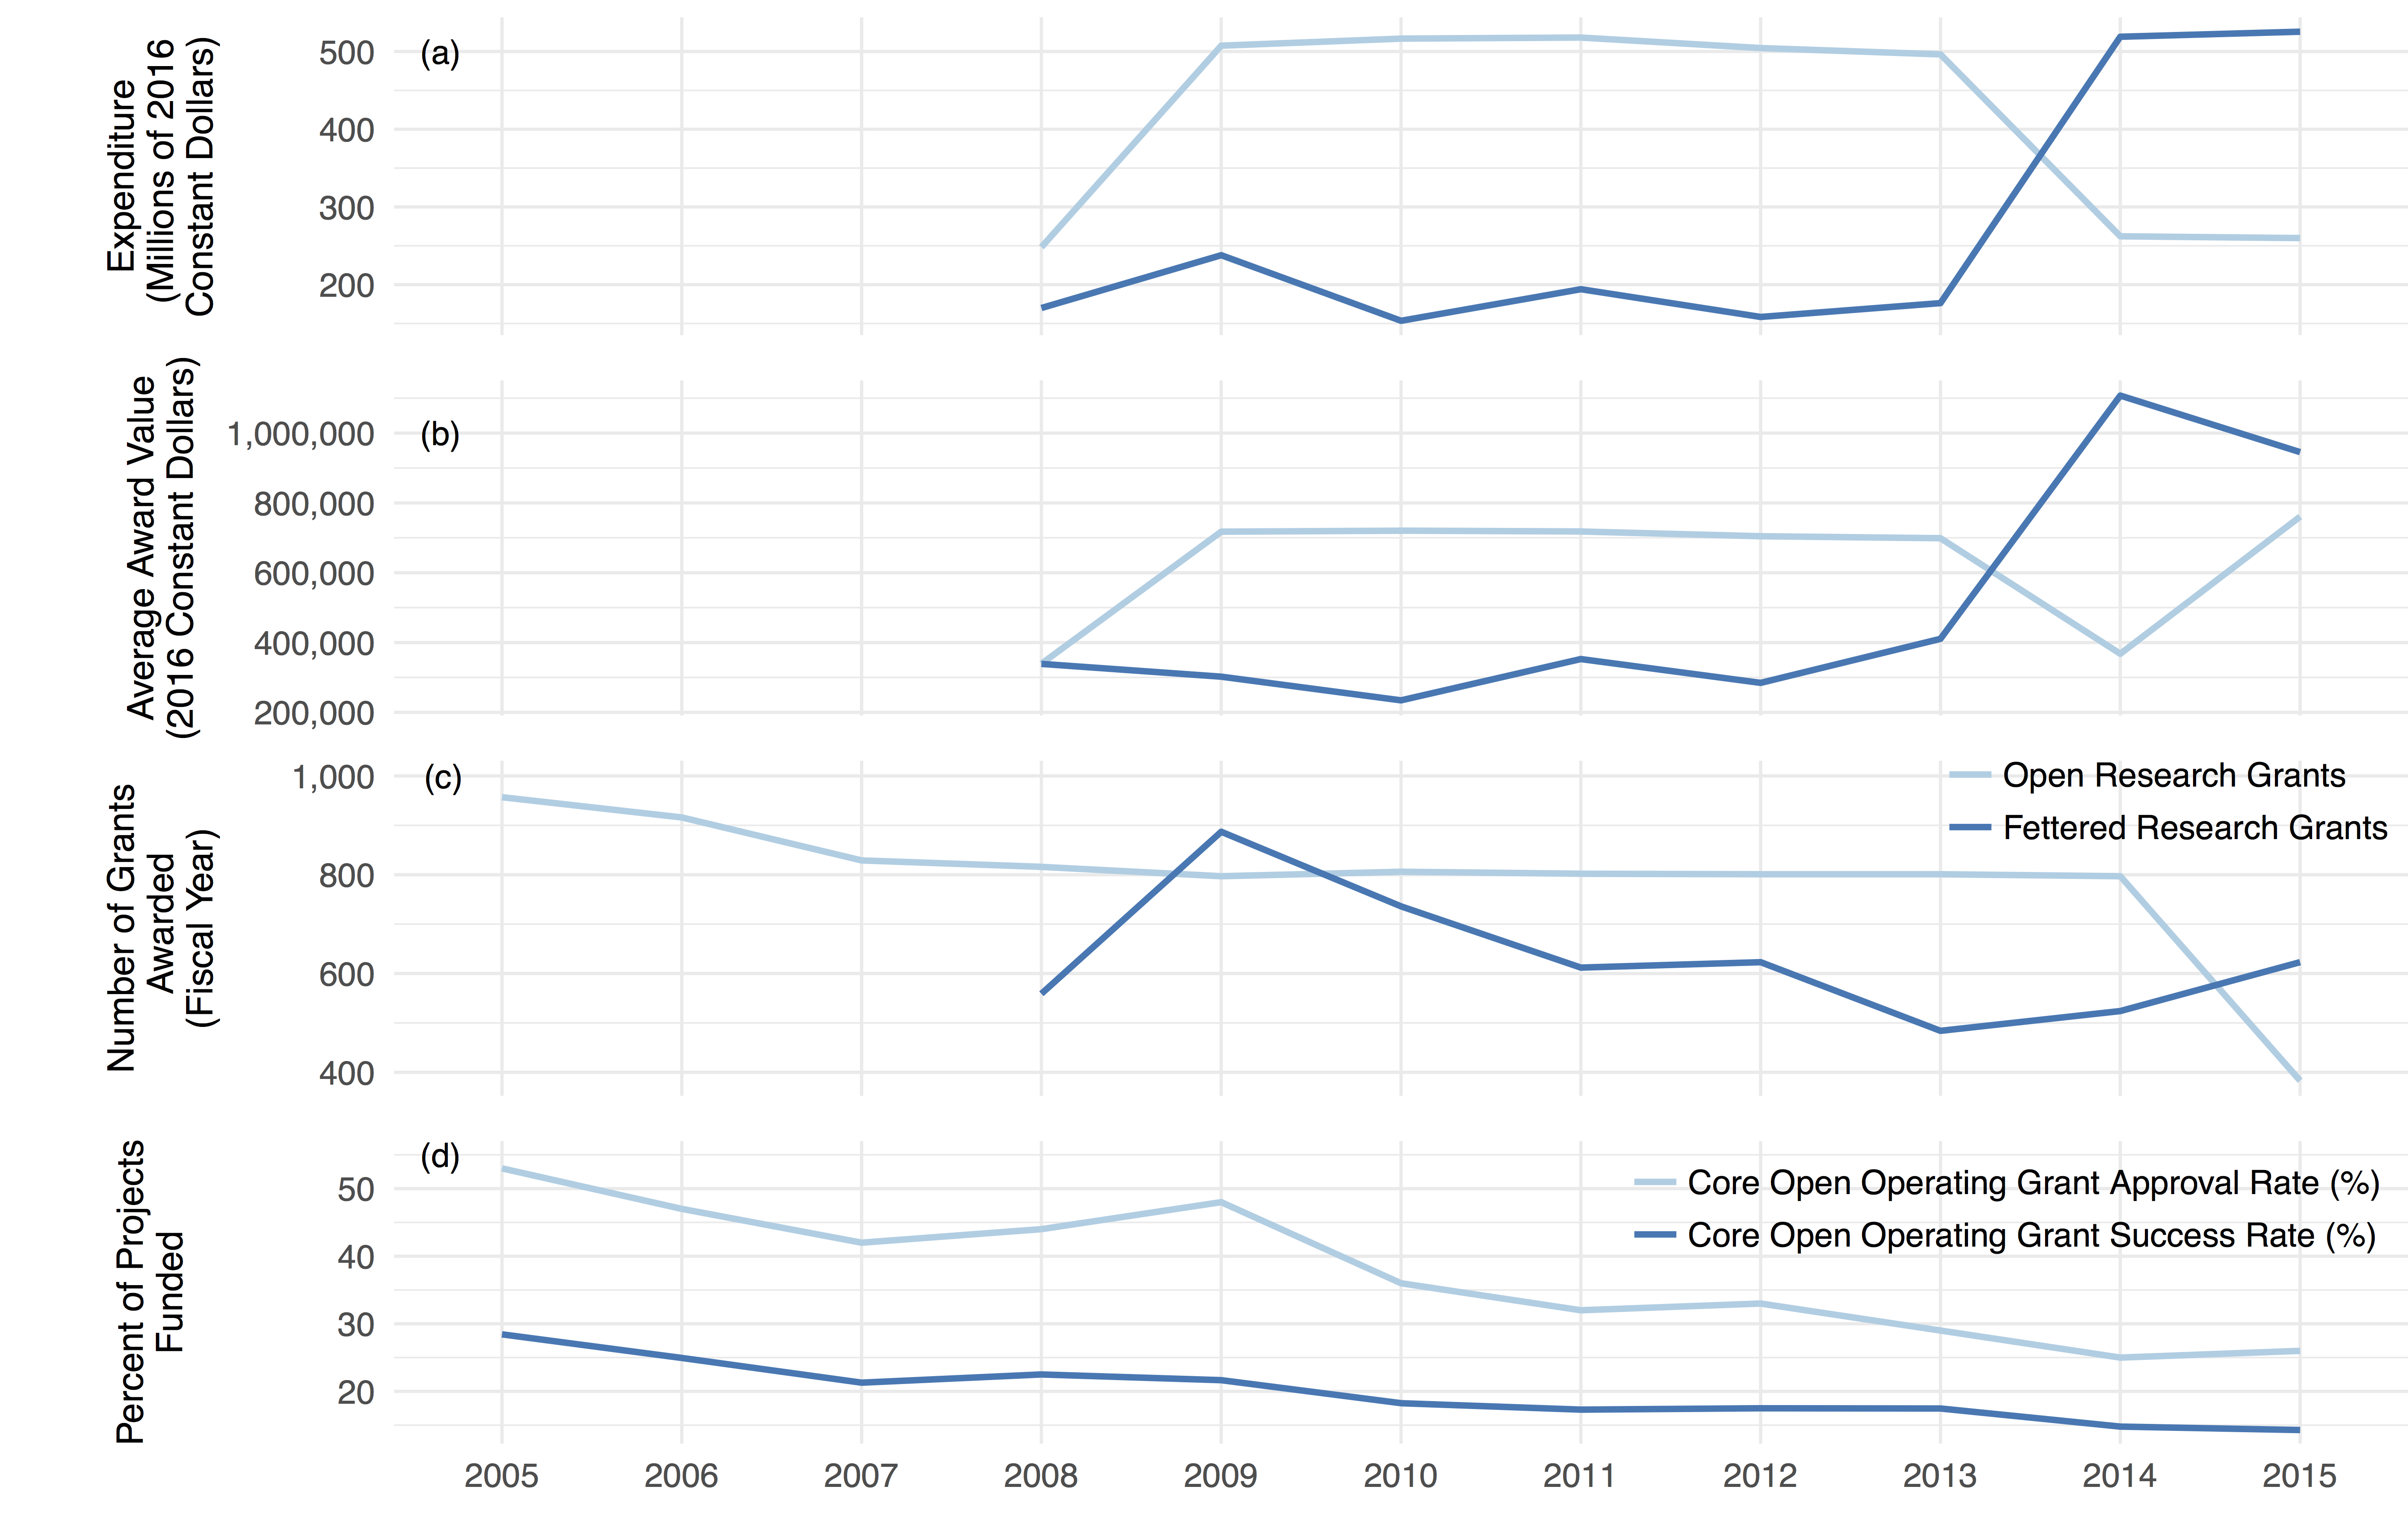 Expenditure
(Millions of 2016
Constant Dollars)
(a)
500
400
300
200
Average Award Value
(2016 Constant Dollars)
(b)
1,000,000
800,000
600,000
400,000
200,000
Number of Grants
Awarded
(Fiscal Year)
(c)
1,000
800
600
400
Open Research Grants
Fettered Research Grants
Percent of Projects
Funded
(d)
50
40
30
20
Core Open Operating Grant Approval Rate (%)
Core Open Operating Grant Success Rate (%)
2005 2006 2007 2008 2009 2010 2011 2012 2013 2014 2015